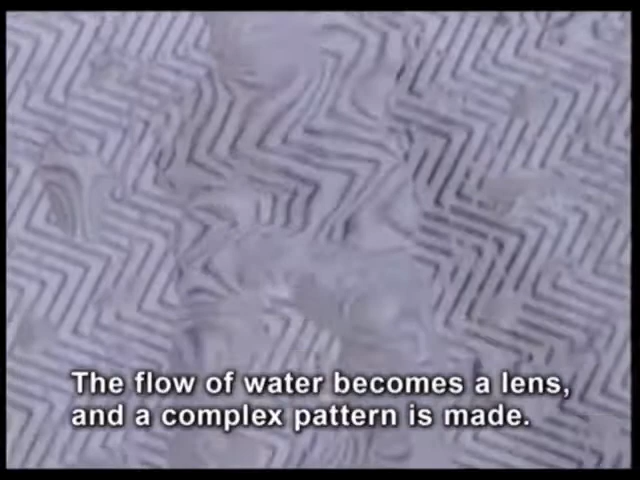 The flow of water becomes a lens,
and a complex pattern is made.